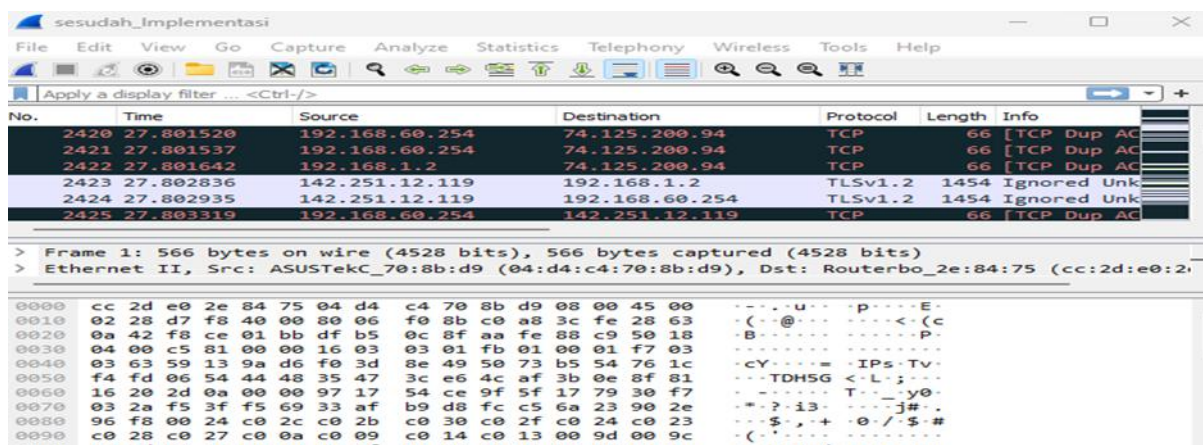 sesudah_Implementasi
File Edit View Go Capture Analyze Statistics Telephony Wireless Tools Help
Apply a display filter ... <Ctrl-/>
No. Time Source Destination Protocol Length Info
2420 27.801520 192.168.60.254 74.125.200.94 TCP 66 [TCP Dup AC
2421 27.801537 192.168.60.254 74.125.200.94 TCP 66 [TCP Dup AC
2422 27.801642 192.168.1.2 74.125.200.94 TCP 66 [TCP Dup AC
2423 27.802836 142.251.12.119 192.168.1.2 TLSv1.2 1454 Ignored Unk
2424 27.802935 142.251.12.119 192.168.60.254 TLSv1.2 1454 Ignored Unk
2425 27.803319 192.168.60.254 142.251.12.119 TCP 66 [TCP Dup AC
> Frame 1: 566 bytes on wire (4528 bits), 566 bytes captured (4528 bits)
> Ethernet II, Src: ASUSTekC_70:8b:d9 (04:d4:c4:70:8b:d9), Dst: Routerbo_2e:84:75 (cc:2d:e0:2
0000 cc 2d e0 2e 84 75 04 d4 c4 70 8b d9 08 00 45 00 ·-·.·u·· ·p····E·
0010 02 28 d7 f8 40 00 80 06 f0 8b c0 a8 3c fe 28 63 ·(··@··· ····<·(c
0020 0a 42 f8 ce 01 bb df b5 0c 8f aa fe 88 c9 50 18 ·B······ ······P·
0030 04 00 c5 81 00 00 16 03 03 01 fb 01 00 01 f7 03 ········ ········
0040 03 63 59 13 9a d6 f0 3d 8e 49 50 73 b5 54 76 1c ·cY····= ·IPs·Tv·
0050 f4 fd 06 54 44 48 35 47 3c e6 4c af 3b 0e 8f 81 ···TDH5G <·L·;···
0060 16 20 2d 0a 00 00 97 17 54 ce 9f 5f 17 79 30 f7 · -····· T··_·y0·
0070 03 2a f5 3f f5 69 33 af b9 d8 fc c5 6a 23 90 2e ·*·?·i3· ····j#·.
0080 96 f8 00 24 c0 2c c0 2b c0 30 c0 2f c0 24 c0 23 ···$·,·+ ·0·/·$·#
0090 c0 28 c0 27 c0 0a c0 09 c0 14 c0 13 00 9d 00 9c ·(·'···· ········